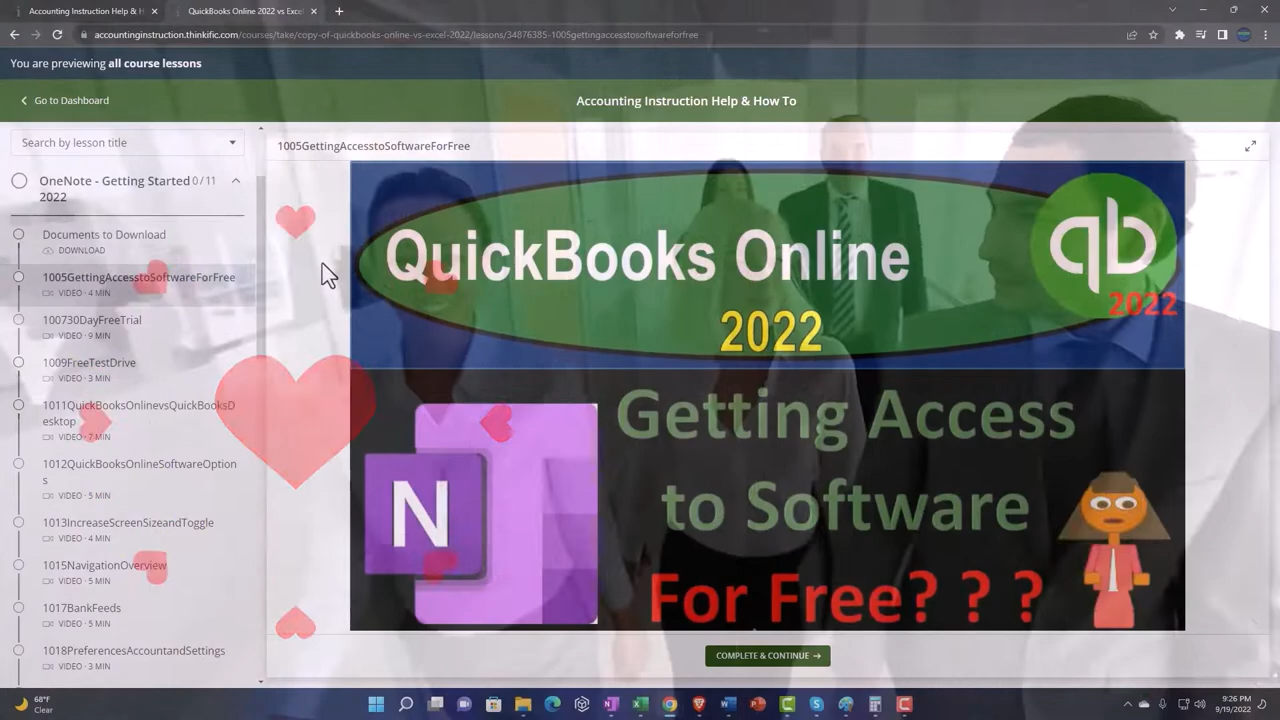 Accounting Instruction Help & H
QuickBooks Online 2022 vs Excel
accountinginstruction.thinkific.com/courses/take/copy-of-quickbooks-online-vs-excel-2022/lessons/34876385-1005gettingaccesstosoftwareforfree
You are previewing all course lessons
Go to Dashboard
Accounting Instruction Help & How To
Search by lesson title
1005GettingAccesstoSoftwareForFree
OneNote - Getting Started 0 / 11
2022
Documents to Download
DOWNLOAD
1005GettingAccesstoSoftwareForFree
VIDEO · 4 MIN
100730DayFreeTrial
VIDEO · 9 MIN
1009FreeTestDrive
VIDEO · 3 MIN
1011QuickBooksOnlinevsQuickBooksD
esktop
VIDEO · 7 MIN
1012QuickBooksOnlineSoftwareOption
s
VIDEO · 5 MIN
1013IncreaseScreenSizeandToggle
VIDEO · 4 MIN
1015NavigationOverview
VIDEO · 5 MIN
1017BankFeeds
VIDEO · 5 MIN
1018PreferencesAccountandSettings
VIDEO · 3 MIN
QuickBooks Online
2022
qb
2022
N
Getting Access
to Software
For Free? ? ?
COMPLETE & CONTINUE
68°F
Clear
9:26 PM
9/19/2022